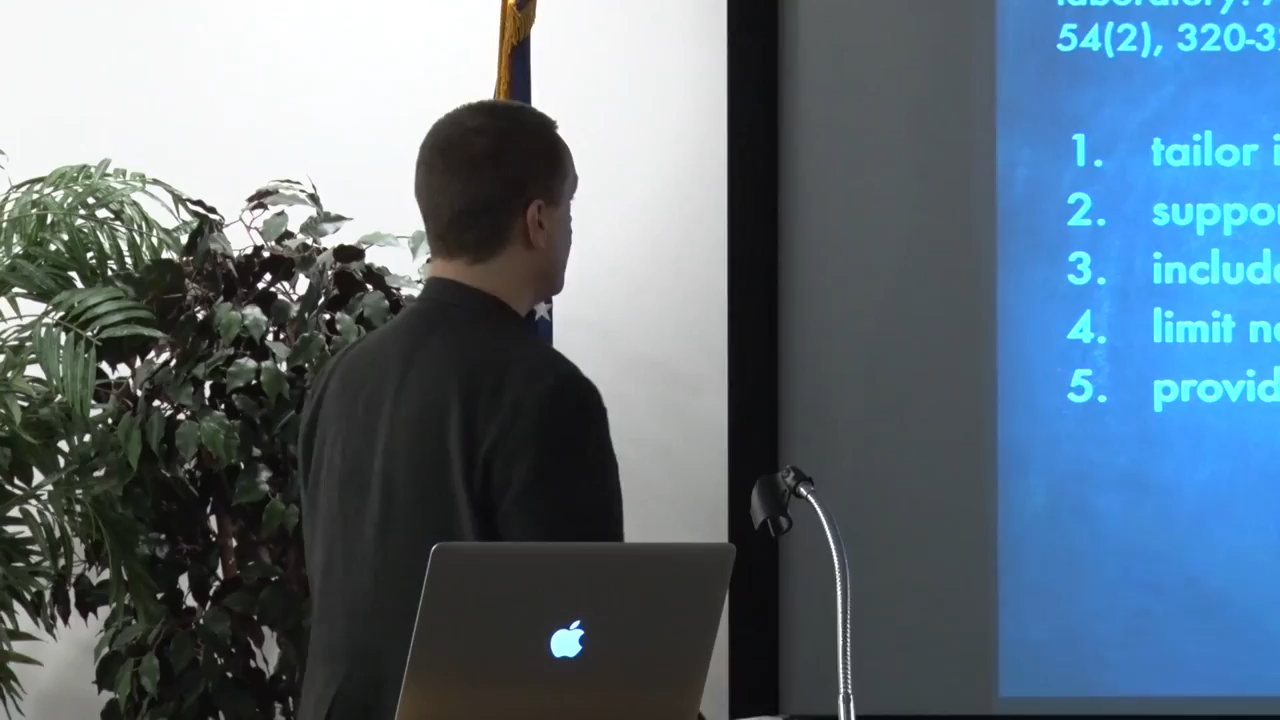 laboratory.
54(2), 320-3
1. tailor i
2. suppo
3. includ
4. limit n
5. provid